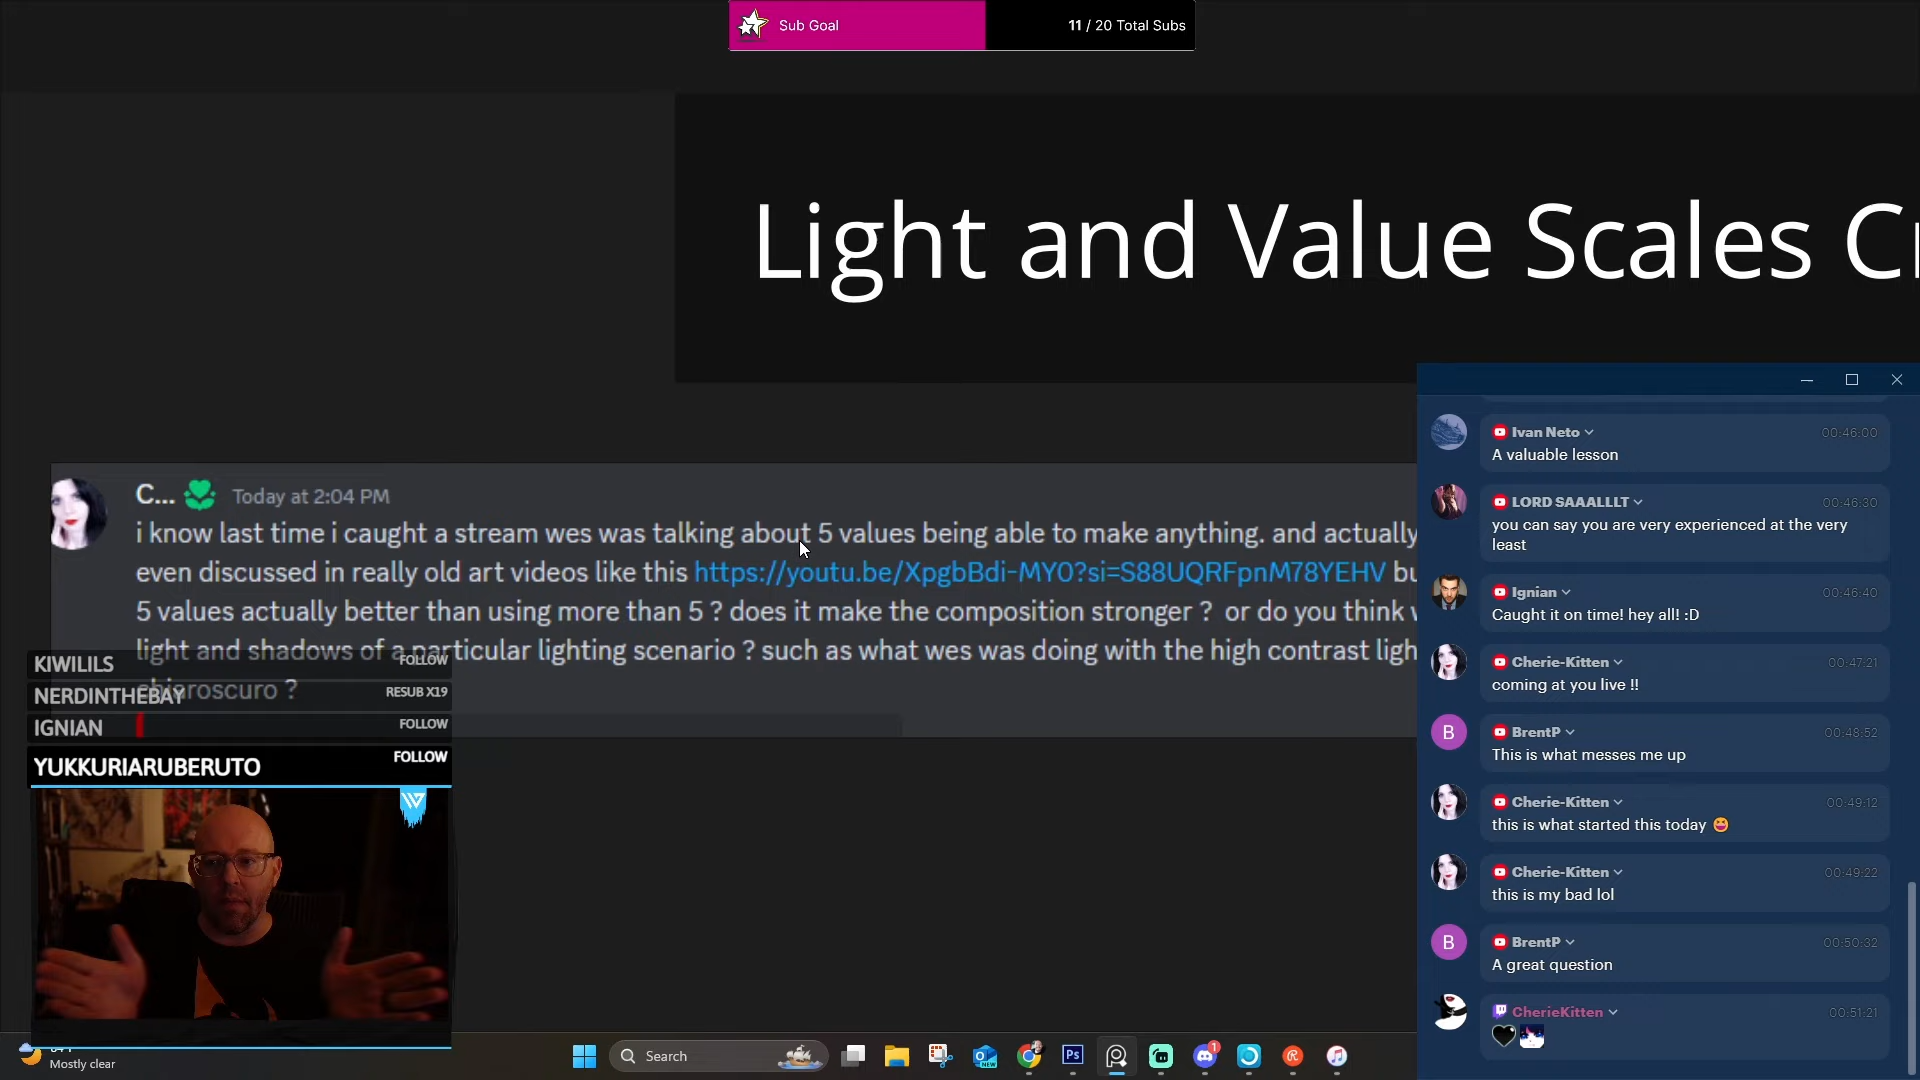 Sub Goal
11 / 20 Total Subs
Light and Value Scales
C... Today at 2:04 PM
i know last time i caught a stream wes was talking about 5 values being able to make anything. and actually
even discussed in really old art videos like this https://youtu.be/XpgbBdi-MY0?si=S88UQRFpnM78YEHV
5 values actually better than using more than 5 ? does it make the composition stronger ? or do you think
light and shadows of a particular lighting scenario ? such as what wes was doing with the high contrast
chiaroscuro ?
KIWILILS FOLLOW
NERDINTHEBAY RESUB X19
IGNIAN FOLLOW
YUKKURIARUBERUTO FOLLOW
Ivan Neto 00:46:00
A valuable lesson
LORD SAAALLLT 00:46:30
you can say you are very experienced at the very
least
Ignian 00:46:40
Caught it on time! hey all! :D
Cherie-Kitten 00:47:21
coming at you live !!
B BrentP 00:48:52
This is what messes me up
Cherie-Kitten 00:49:12
this is what started this today 😆
Cherie-Kitten 00:49:22
this is my bad lol
B BrentP 00:50:32
A great question
CherieKitten 00:51:21
🖤
Mostly clear
Search
NEW
Ps
1